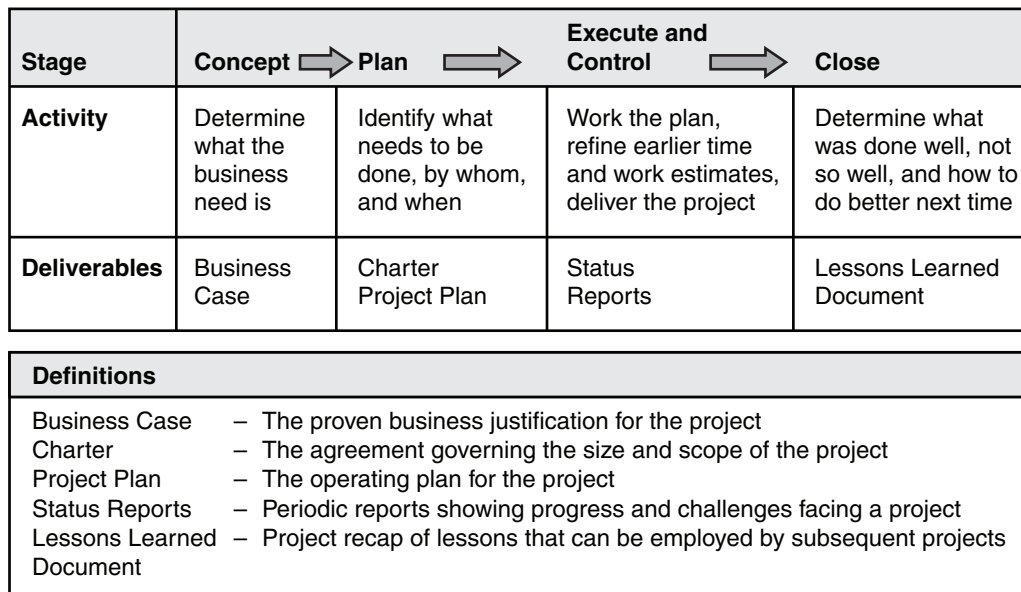 Stage
Concept
Plan
Execute and
Control
Close
Activity
Determine
what the
business
need is
Identify what
needs to be
done, by whom,
and when
Work the plan,
refine earlier time
and work estimates,
deliver the project
Determine what
was done well, not
so well, and how to
do better next time
Deliverables
Business
Case
Charter
Project Plan
Status
Reports
Lessons Learned
Document
Definitions
Business Case – The proven business justification for the project
Charter – The agreement governing the size and scope of the project
Project Plan – The operating plan for the project
Status Reports – Periodic reports showing progress and challenges facing a project
Lessons Learned – Project recap of lessons that can be employed by subsequent projects
Document